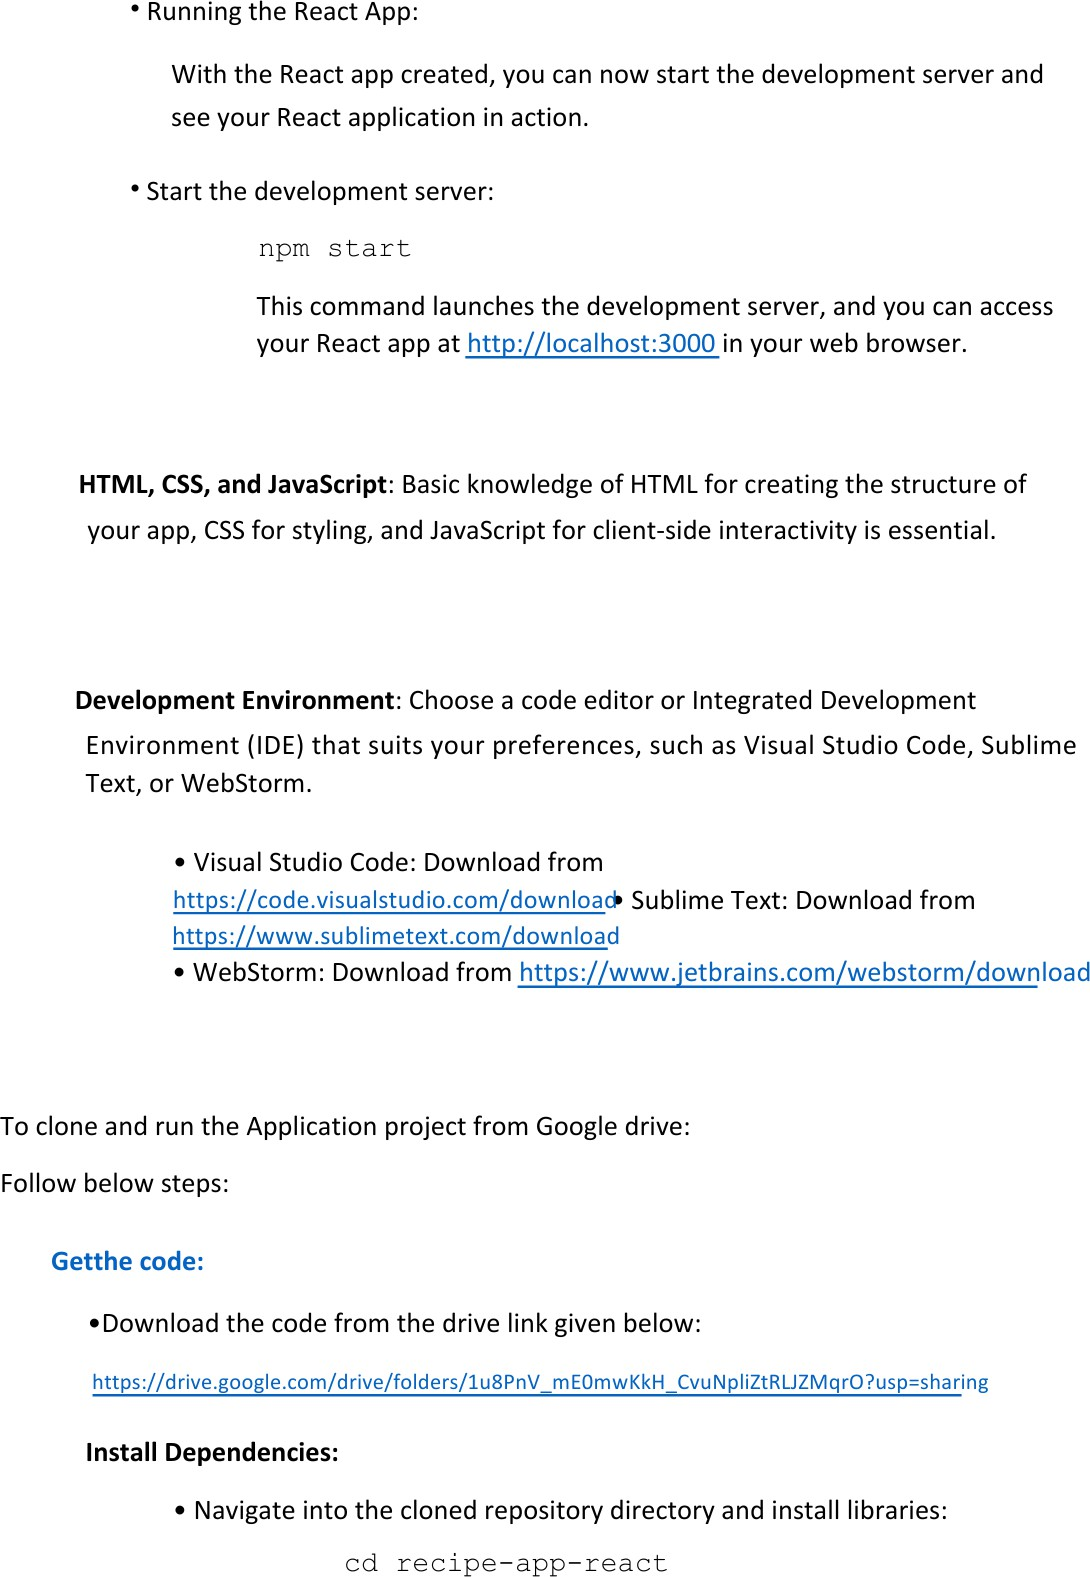 • Running the React App:
With the React app created, you can now start the development server and
see your React application in action.
• Start the development server:
npm start
This command launches the development server, and you can access
your React app at http://localhost:3000 in your web browser.
HTML, CSS, and JavaScript: Basic knowledge of HTML for creating the structure of
your app, CSS for styling, and JavaScript for client-side interactivity is essential.
Development Environment: Choose a code editor or Integrated Development
Environment (IDE) that suits your preferences, such as Visual Studio Code, Sublime
Text, or WebStorm.
• Visual Studio Code: Download from
https://code.visualstudio.com/download• Sublime Text: Download from
https://www.sublimetext.com/download
• WebStorm: Download from https://www.jetbrains.com/webstorm/download
To clone and run the Application project from Google drive:
Follow below steps:
Getthe code:
•Download the code from the drive link given below:
https://drive.google.com/drive/folders/1u8PnV_mE0mwKkH_CvuNpliZtRLJZMqrO?usp=sharing
Install Dependencies:
• Navigate into the cloned repository directory and install libraries:
cd recipe-app-react